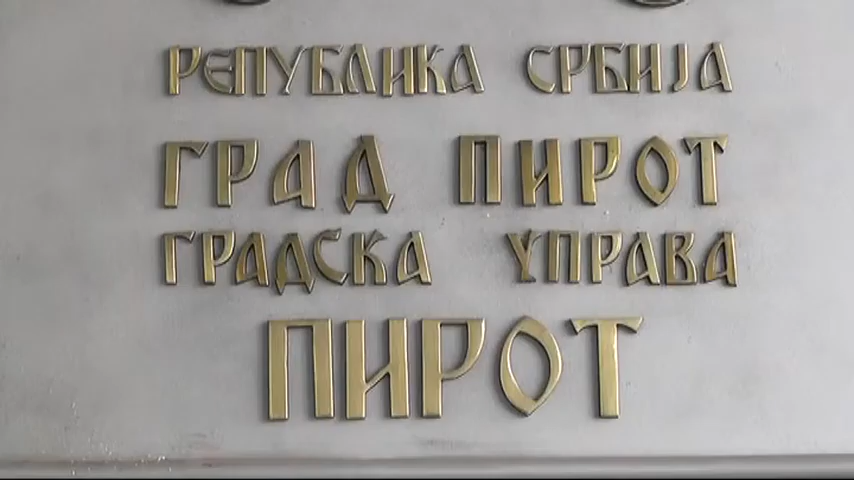 РЕПУБЛИКА СРБИЈА
ГРАД ПИРОТ
ГРАДСКА УПРАВА
ПИРОТ